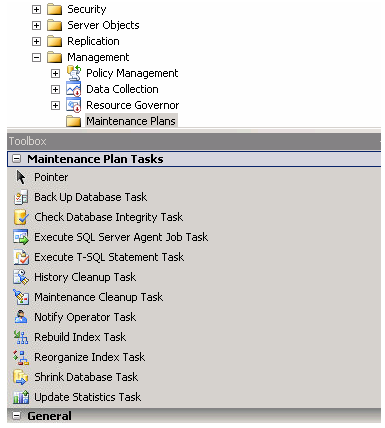 Security
Server Objects
Replication
Management
Policy Management
Data Collection
Resource Governor
Maintenance Plans
Toolbox
Maintenance Plan Tasks
Pointer
Back Up Database Task
Check Database Integrity Task
Execute SQL Server Agent Job Task
Execute T-SQL Statement Task
History Cleanup Task
Maintenance Cleanup Task
Notify Operator Task
Rebuild Index Task
Reorganize Index Task
Shrink Database Task
Update Statistics Task
General